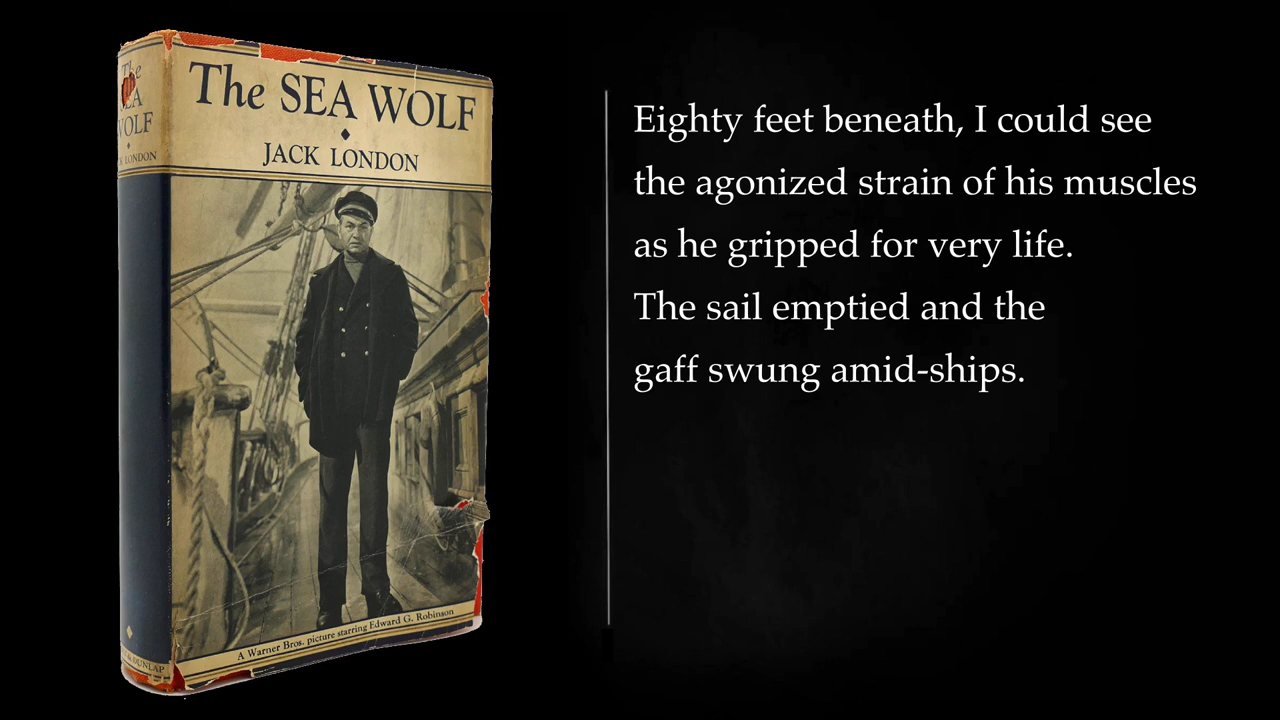 The
SEA
WOLF
K LONDON
& DUNLAP
The SEA WOLF
JACK LONDON
A Warner Bros. picture starring Edward G. Robinson
Eighty feet beneath, I could see
the agonized strain of his muscles
as he gripped for very life.
The sail emptied and the
gaff swung amid-ships.